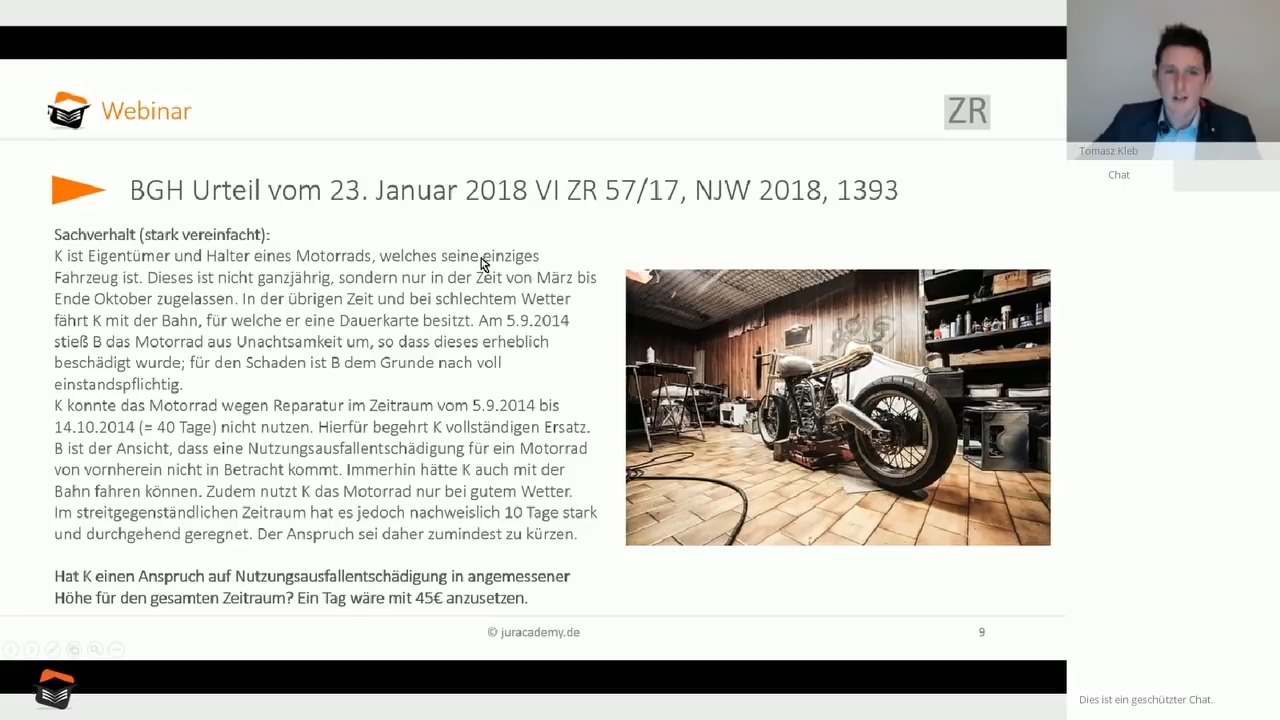 Webinar
ZR
BGH Urteil vom 23. Januar 2018 VI ZR 57/17, NJW 2018, 1393
Sachverhalt (stark vereinfacht):
K ist Eigentümer und Halter eines Motorrads, welches seine einziges
Fahrzeug ist. Dieses ist nicht ganzjährig, sondern nur in der Zeit von März bis
Ende Oktober zugelassen. In der übrigen Zeit und bei schlechtem Wetter
fährt K mit der Bahn, für welche er eine Dauerkarte besitzt. Am 5.9.2014
stieß B das Motorrad aus Unachtsamkeit um, so dass dieses erheblich
beschädigt wurde; für den Schaden ist B dem Grunde nach voll
einstandspflichtig.
K konnte das Motorrad wegen Reparatur im Zeitraum vom 5.9.2014 bis
14.10.2014 (= 40 Tage) nicht nutzen. Hierfür begehrt K vollständigen Ersatz.
B ist der Ansicht, dass eine Nutzungsausfallentschädigung für ein Motorrad
von vornherein nicht in Betracht kommt. Immerhin hätte K auch mit der
Bahn fahren können. Zudem nutzt K das Motorrad nur bei gutem Wetter.
Im streitgegenständlichen Zeitraum hat es jedoch nachweislich 10 Tage stark
und durchgehend geregnet. Der Anspruch sei daher zumindest zu kürzen.
Hat K einen Anspruch auf Nutzungsausfallentschädigung in angemessener
Höhe für den gesamten Zeitraum? Ein Tag wäre mit 45€ anzusetzen.
© juracademy.de
9
Tomasz Kleb
Chat
Dies ist ein geschützter Chat.